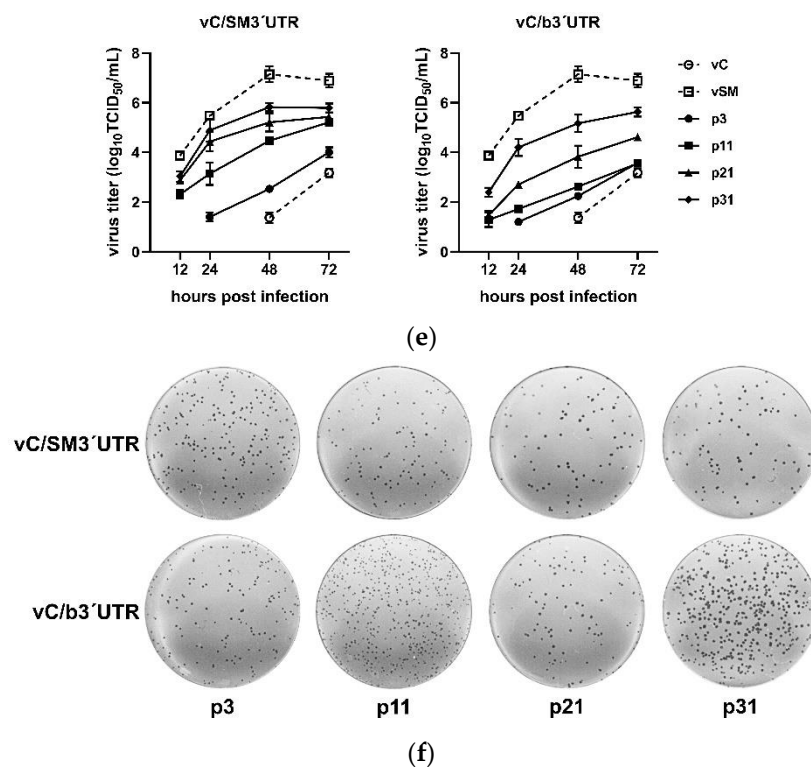 vC/SM3´UTR
vC/b3´UTR
virus titer (log10TCID50/mL)
8
6
4
2
0
12 24 48 72
hours post infection
virus titer (log10TCID50/mL)
8
6
4
2
0
12 24 48 72
hours post infection
vC
vSM
p3
p11
p21
p31
(e)
vC/SM3´UTR
vC/b3´UTR
p3 p11 p21 p31
(f)